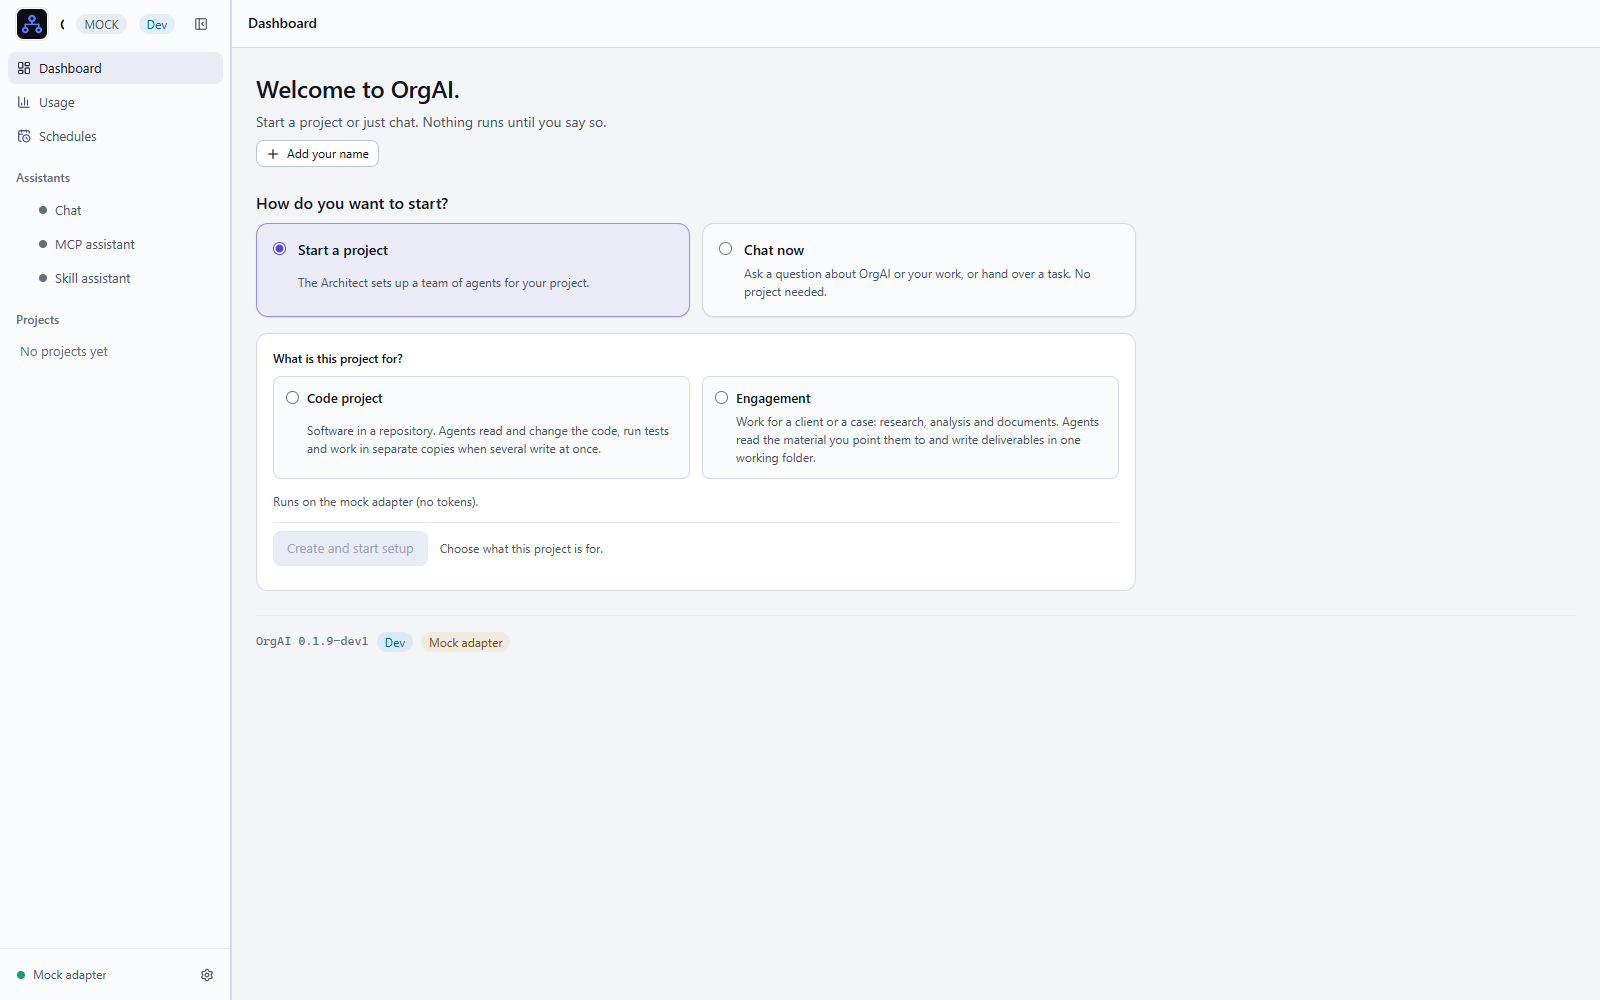 MOCK
Dev
Dashboard
Dashboard
Usage
Schedules
Assistants
Chat
MCP assistant
Skill assistant
Projects
No projects yet
Mock adapter
Welcome to OrgAI.
Start a project or just chat. Nothing runs until you say so.
Add your name
How do you want to start?
Start a project
The Architect sets up a team of agents for your project.
Chat now
Ask a question about OrgAI or your work, or hand over a task. No
project needed.
What is this project for?
Code project
Software in a repository. Agents read and change the code, run tests
and work in separate copies when several write at once.
Engagement
Work for a client or a case: research, analysis and documents. Agents
read the material you point them to and write deliverables in one
working folder.
Runs on the mock adapter (no tokens).
Create and start setup
Choose what this project is for.
OrgAI 0.1.9-dev1
Dev
Mock adapter